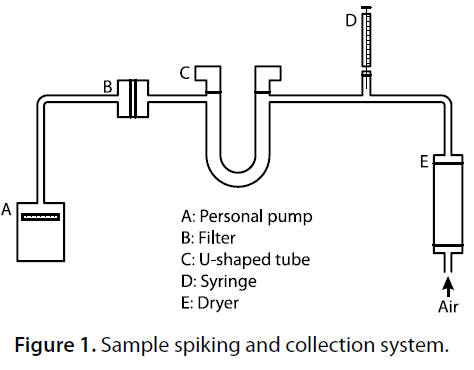 D
C
B
E
A
A: Personal pump
B: Filter
C: U-shaped tube
D: Syringe
E: Dryer
Air
Figure 1. Sample spiking and collection system.